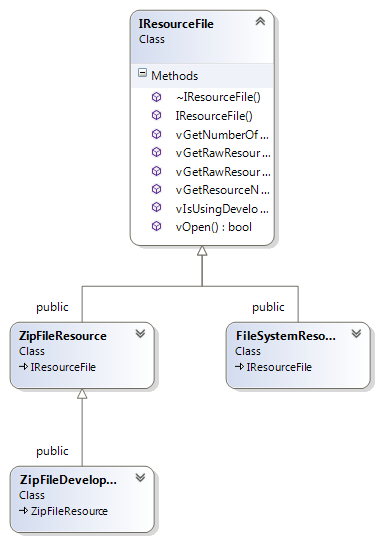 IResourceFile
Class
Methods
~IResourceFile()
IResourceFile()
vGetNumberOf...
vGetRawResour...
vGetRawResour...
vGetResourceN...
vIsUsingDevelo...
vOpen() : bool
public
public
ZipFileResource
Class
IResourceFile
FileSystemReso...
Class
IResourceFile
public
ZipFileDevelop...
Class
ZipFileResource